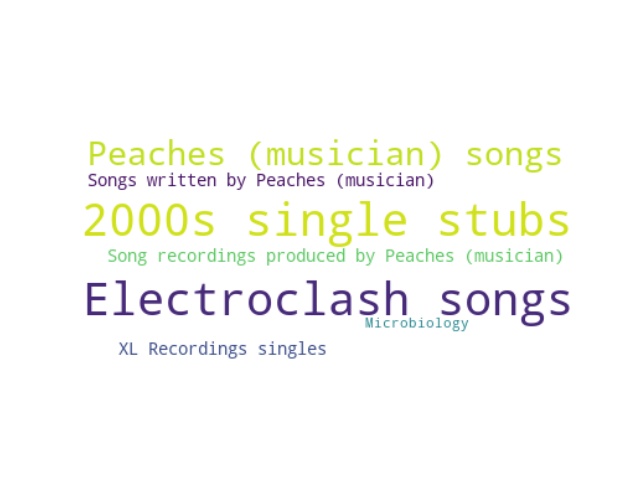 Peaches (musician) songs
Songs written by Peaches (musician)
2000s single stubs
Song recordings produced by Peaches (musician)
Electroclash songs
Microbiology
XL Recordings singles